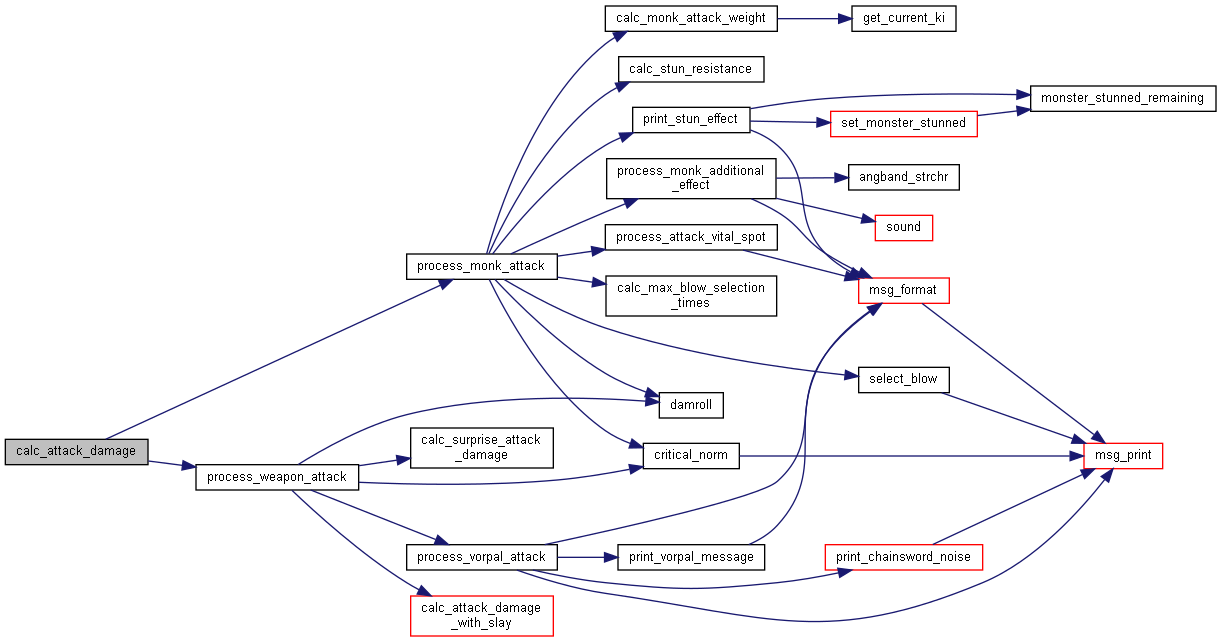 calc_monk_attack_weight
get_current_ki
calc_stun_resistance
monster_stunned_remaining
print_stun_effect
set_monster_stunned
process_monk_additional
_effect
angband_strchr
sound
process_attack_vital_spot
process_monk_attack
calc_max_blow_selection
_times
msg_format
select_blow
damroll
calc_attack_damage
calc_surprise_attack
_damage
critical_norm
msg_print
process_weapon_attack
process_vorpal_attack
print_vorpal_message
print_chainsword_noise
calc_attack_damage
_with_slay